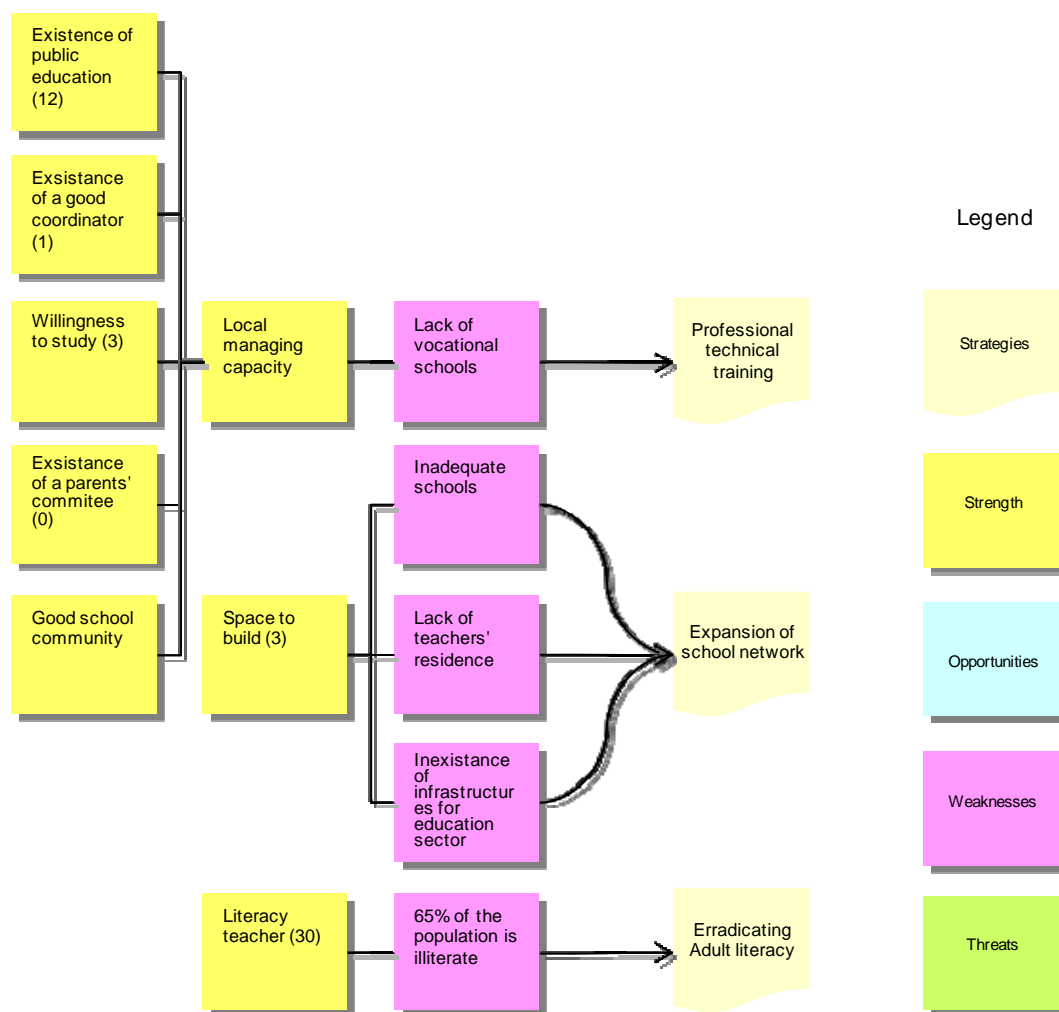 Existence of
public
education
(12)
Exsistance
of a good
coordinator
(1)
Willingness
to study (3)
Exsistance
of a parents'
commitee
(0)
Good school
community
Local
managing
capacity
Space to
build (3)
Literacy
teacher (30)
Lack of
vocational
schools
Inadequate
schools
Lack of
teachers'
residence
Inexistance
of
infrastructur
es for
education
sector
65% of the
population is
illiterate
Professional
technical
training
Expansion of
school network
Erradicating
Adult literacy
Legend
Strategies
Strength
Opportunities
Weaknesses
Threats